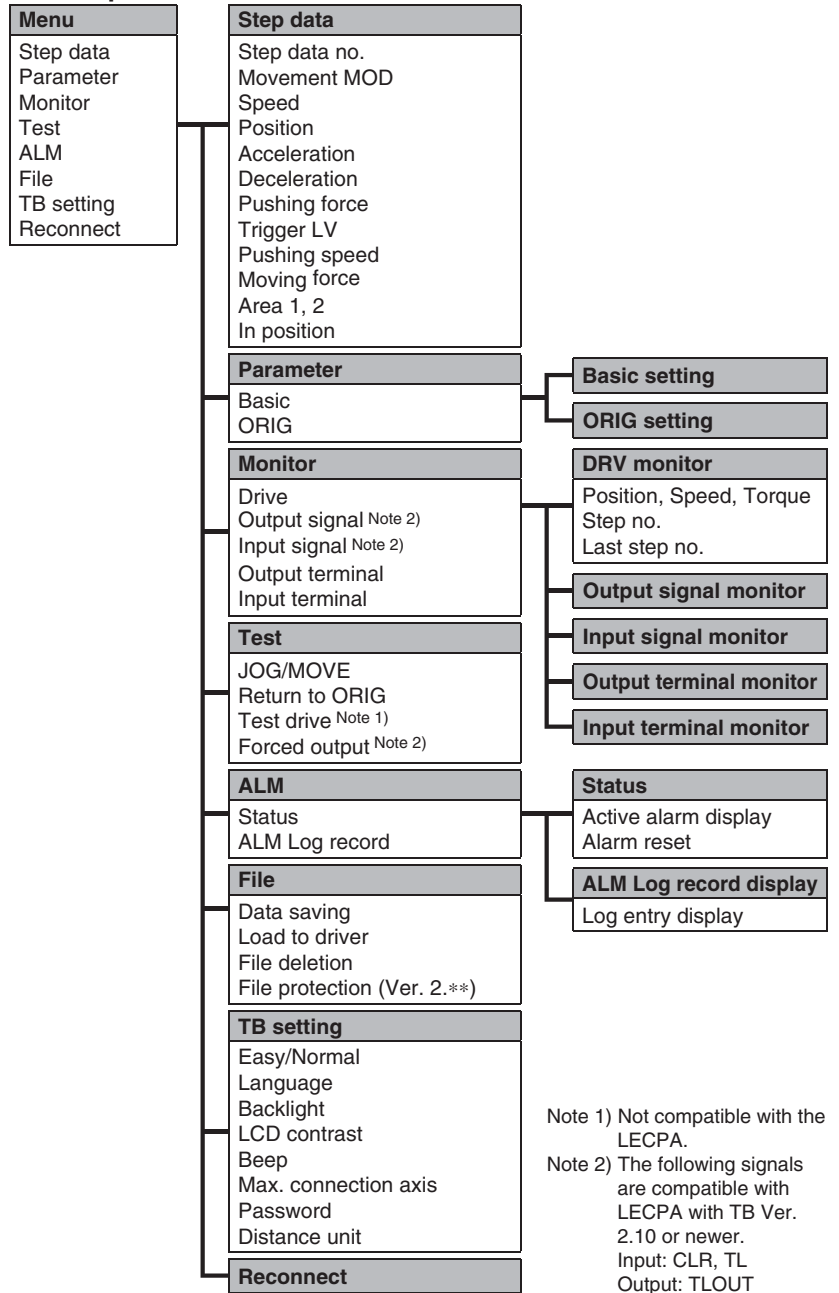 Menu
Step data
Parameter
Monitor
Test
ALM
File
TB setting
Reconnect
Step data
Step data no.
Movement MOD
Speed
Position
Acceleration
Deceleration
Pushing force
Trigger LV
Pushing speed
Moving force
Area 1, 2
In position
Parameter
Basic
ORIG
Basic setting
ORIG setting
Monitor
Drive
Output signal Note 2)
Input signal Note 2)
Output terminal
Input terminal
DRV monitor
Position, Speed, Torque
Step no.
Last step no.
Output signal monitor
Input signal monitor
Output terminal monitor
Input terminal monitor
Test
JOG/MOVE
Return to ORIG
Test drive Note 1)
Forced output Note 2)
ALM
Status
ALM Log record
Status
Active alarm display
Alarm reset
ALM Log record display
Log entry display
File
Data saving
Load to driver
File deletion
File protection (Ver. 2.**)
TB setting
Easy/Normal
Language
Backlight
LCD contrast
Beep
Max. connection axis
Password
Distance unit
Reconnect
Note 1) Not compatible with the
LECPA.
Note 2) The following signals
are compatible with
LECPA with TB Ver.
2.10 or newer.
Input: CLR, TL
Output: TLOUT